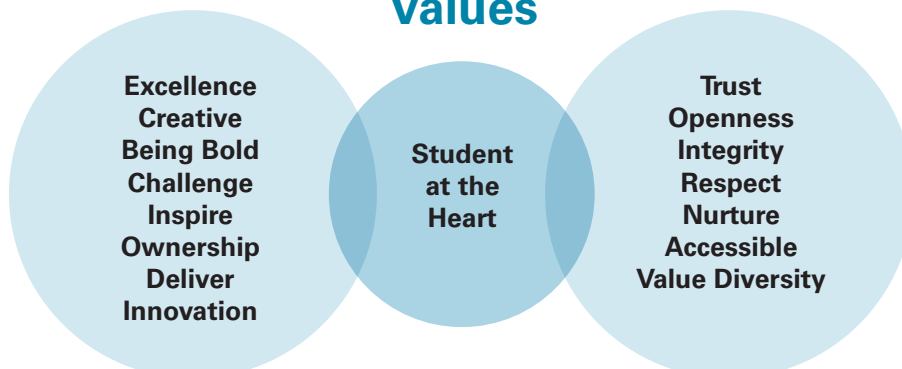 Values
Excellence
Creative
Being Bold
Challenge
Inspire
Ownership
Deliver
Innovation
Student
at the
Heart
Trust
Openness
Integrity
Respect
Nurture
Accessible
Value Diversity